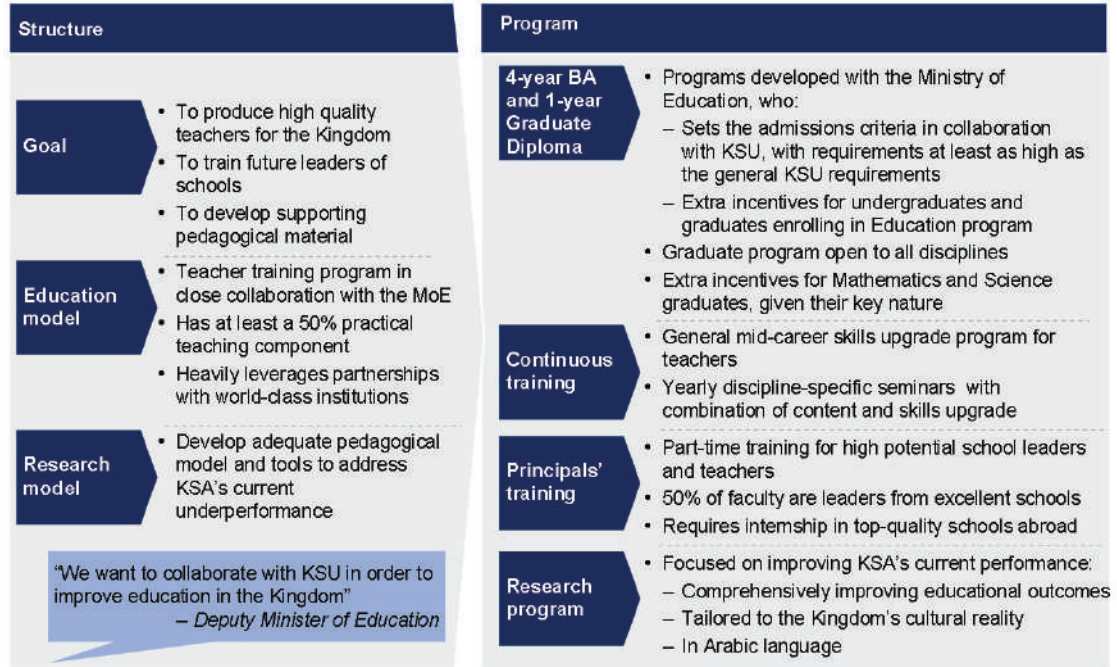 Structure
Goal
• To produce high quality
teachers for the Kingdom
• To train future leaders of
schools
• To develop supporting
pedagogical material
Education
model
• Teacher training program in
close collaboration with the MoE
• Has at least a 50% practical
teaching component
• Heavily leverages partnerships
with world-class institutions
Research
model
• Develop adequate pedagogical
model and tools to address
KSA's current
underperformance
“We want to collaborate with KSU in order to
improve education in the Kingdom”
– Deputy Minister of Education
Program
4-year BA
and 1-year
Graduate
Diploma
• Programs developed with the Ministry of
Education, who:
– Sets the admissions criteria in collaboration
with KSU, with requirements at least as high as
the general KSU requirements
– Extra incentives for undergraduates and
graduates enrolling in Education program
• Graduate program open to all disciplines
• Extra incentives for Mathematics and Science
graduates, given their key nature
Continuous
training
• General mid-career skills upgrade program for
teachers
• Yearly discipline-specific seminars with
combination of content and skills upgrade
Principals'
training
• Part-time training for high potential school leaders
and teachers
• 50% of faculty are leaders from excellent schools
• Requires internship in top-quality schools abroad
Research
program
• Focused on improving KSA's current performance:
– Comprehensively improving educational outcomes
– Tailored to the Kingdom's cultural reality
– In Arabic language